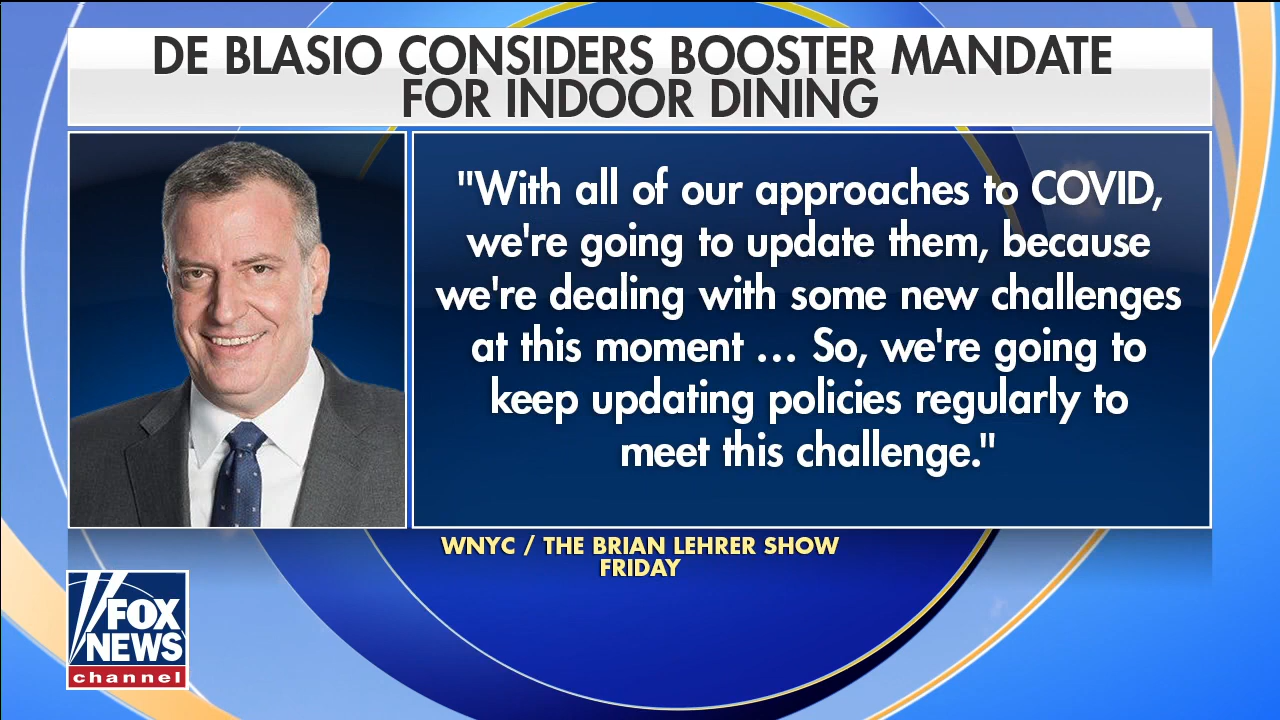 DE BLASIO CONSIDERS BOOSTER MANDATE
FOR INDOOR DINING
"With all of our approaches to COVID,
we're going to update them, because
we're dealing with some new challenges
at this moment ... So, we're going to
keep updating policies regularly to
meet this challenge."
WNYC / THE BRIAN LEHRER SHOW
FRIDAY
FOX
NEWS
channel